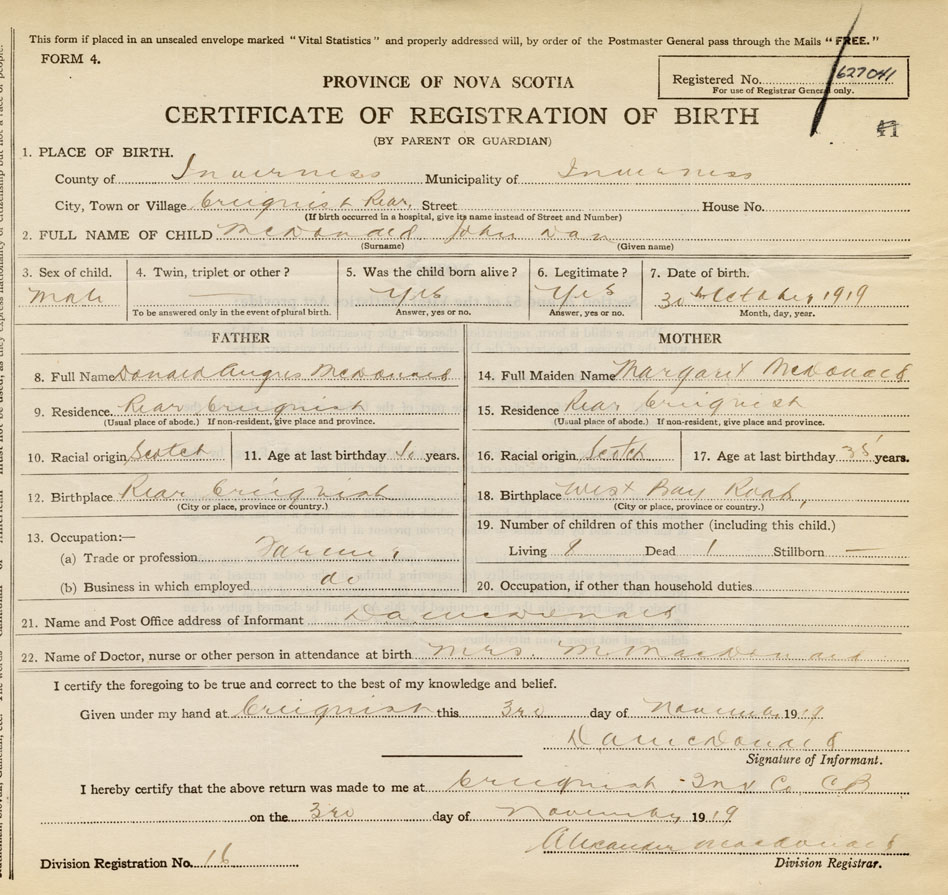 This form if placed in an unsealed envelope marked "Vital Statistics" and properly addressed will, by order of the Postmaster General pass through the Mails "FREE."
FORM 4.
Registered No. 627041
For use of Registrar General only.
PROVINCE OF NOVA SCOTIA
CERTIFICATE OF REGISTRATION OF BIRTH
(BY PARENT OR GUARDIAN)
1. PLACE OF BIRTH.
County of Inverness Municipality of Inverness
City, Town or Village Creignish Rear, Street House No.
(If birth occurred in a hospital, give its name instead of Street and Number)
2. FULL NAME OF CHILD McDonald John Dan
(Surname) (Given name)
3. Sex of child. 4. Twin, triplet or other? 5. Was the child born alive? 6. Legitimate? 7. Date of birth.
Male — Yes Yes 30th October 1919
To be answered only in the event of plural birth. Answer, yes or no. Answer, yes or no. Month, day, year.
FATHER
8. Full Name Donald Angus McDonald
9. Residence. Rear Creignish
(Usual place of abode.) If non-resident, give place and province.
10. Racial origin Scotch 11. Age at last birthday years.
12. Birthplace Rear Creignish
(City or place, province or country.)
13. Occupation:—
(a) Trade or profession Farming
(b) Business in which employed do
MOTHER
14. Full Maiden Name Margaret McDonald
15. Residence Rear Creignish
(Usual place of abode.) If non-resident, give place and province.
16. Racial origin Scotch 17. Age at last birthday 35 years.
18. Birthplace West Bay Road,
(City or place, province or country.)
19. Number of children of this mother (including this child.)
Living Dead 1 Stillborn —
20. Occupation, if other than household duties
21. Name and Post Office address of Informant D a McDonald
22. Name of Doctor, nurse or other person in attendance at birth Mrs. M. MacDonald
I certify the foregoing to be true and correct to the best of my knowledge and belief.
Given under my hand at Creignish this 3rd day of November 1919
D a McDonald
Signature of Informant.
I hereby certify that the above return was made to me at Creignish Inv Co. C B
on the 3rd day of November 1919
Alexander Macdonald
Division Registration No. 16 Division Registrar.